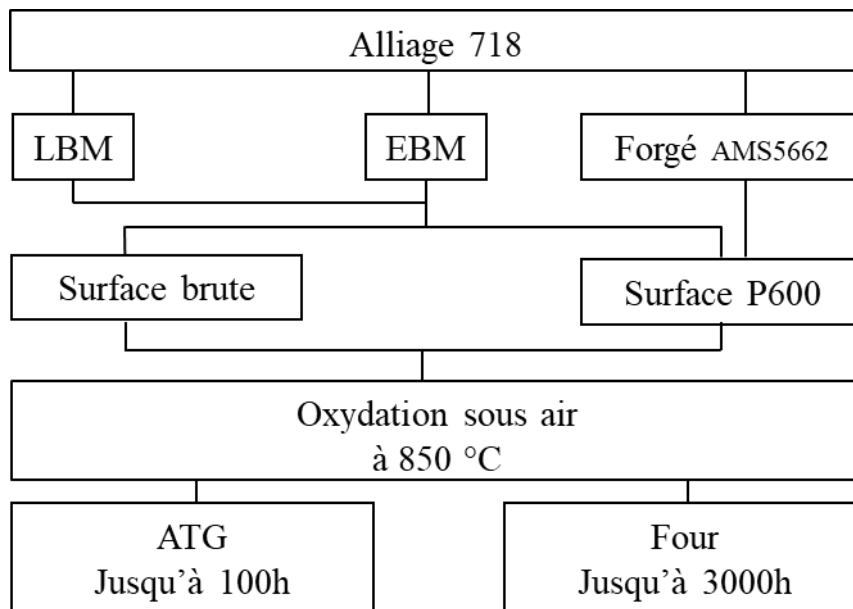 Alliage 718
LBM
EBM
Forgé AMS5662
Surface brute
Surface P600
Oxydation sous air
à 850 °C
ATG
Jusqu’à 100h
Four
Jusqu’à 3000h